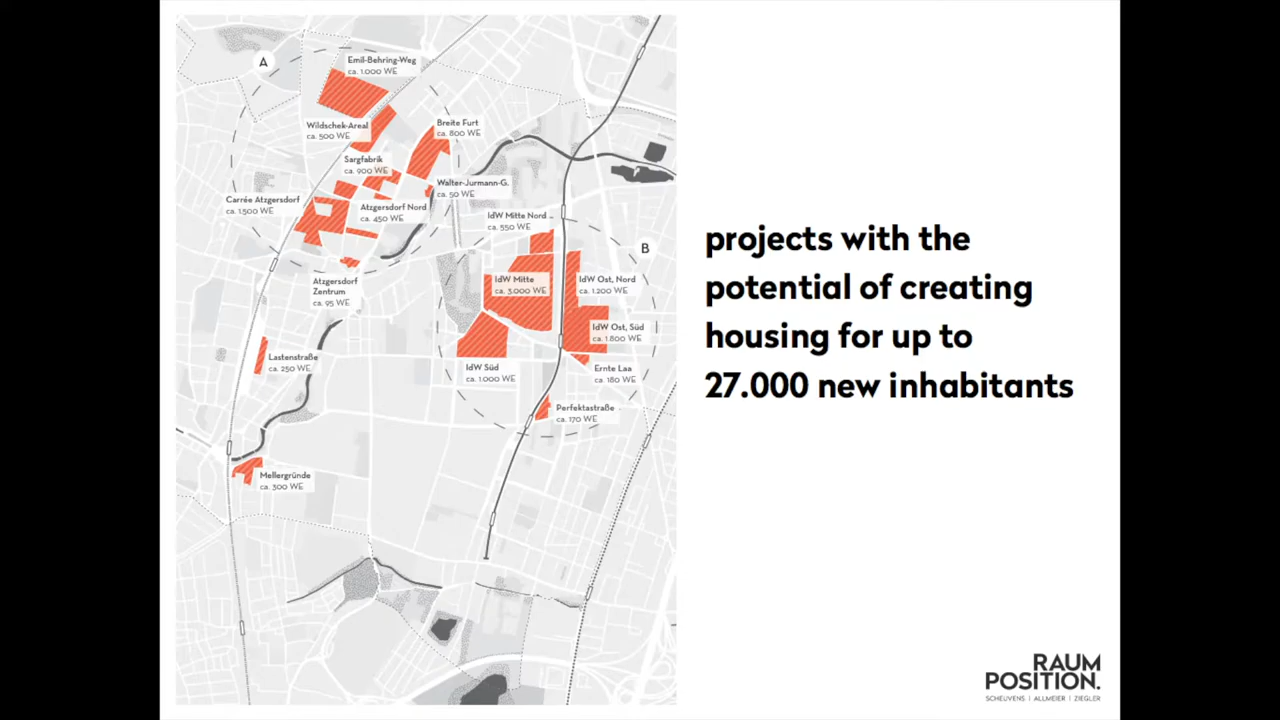 A
Emil-Behring-Weg
ca. 1.000 WE
Wildschek-Areal
ca. 500 WE
Breite Furt
ca. 800 WE
Sargfabrik
ca. 900 WE
Walter-Jurmann-G.
ca. 50 WE
Carrée Atzgersdorf
ca. 1.500 WE
Atzgersdorf Nord
ca. 450 WE
IdW Mitte Nord
ca. 550 WE
B
Atzgersdorf
Zentrum
ca. 95 WE
IdW Mitte
ca. 3.000 WE
IdW Ost, Nord
ca. 1.200 WE
IdW Ost, Süd
ca. 1.800 WE
Lastenstraße
ca. 250 WE
IdW Süd
ca. 1.000 WE
Ernte Laa
ca. 180 WE
Perfektastraße
ca. 170 WE
Mellergründe
ca. 300 WE
projects with the
potential of creating
housing for up to
27.000 new inhabitants
RAUM
POSITION.
SCHEUVENS | ALLMEIER | ZIEGLER